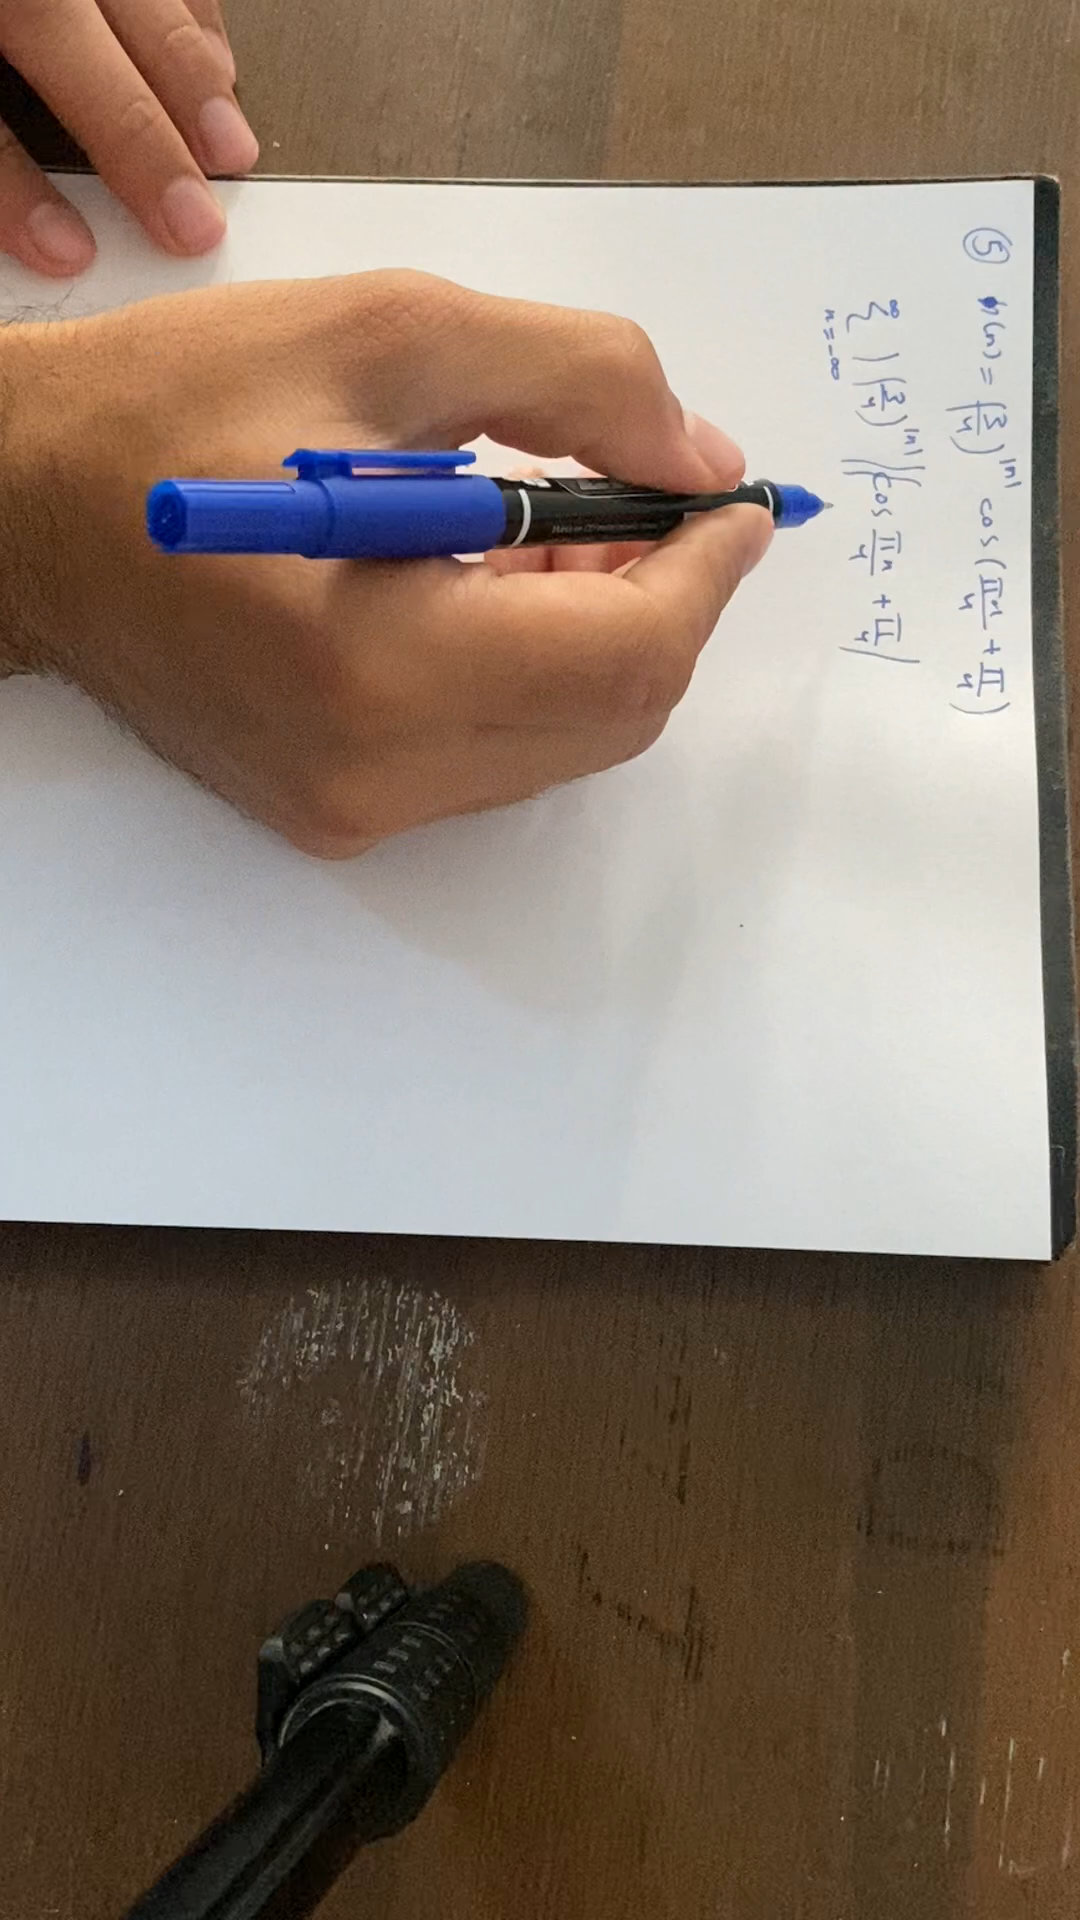 ⑤ h(n) = (3/4)^|n| cos(πn/4 + π/4)
∞ Σ n=-∞ |(3/4)^|n|| |cos πn/4 + π/4|